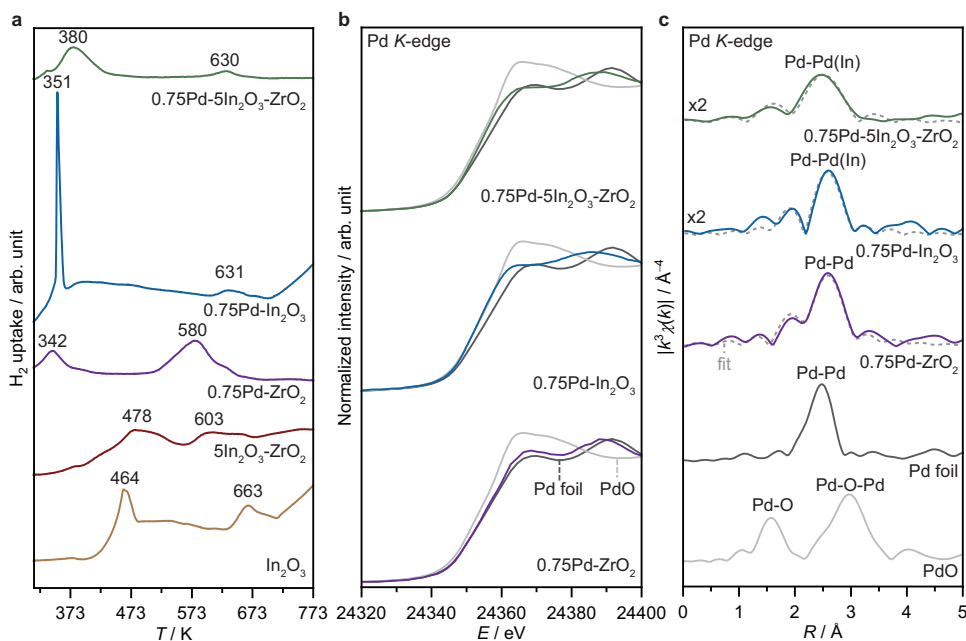 a
H₂ uptake / arb. unit
380
630
0.75Pd-5In₂O₃-ZrO₂
351
631
0.75Pd-In₂O₃
342
580
0.75Pd-ZrO₂
478
603
5In₂O₃-ZrO₂
464
663
In₂O₃
373 473 573 673 773
T / K
b
Pd K-edge
Normalized intensity / arb. unit
0.75Pd-5In₂O₃-ZrO₂
0.75Pd-In₂O₃
Pd foil
PdO
0.75Pd-ZrO₂
24320 24340 24360 24380 24400
E / eV
c
Pd K-edge
|k³χ(k)| / Å⁻⁴
Pd-Pd(In)
x2
0.75Pd-5In₂O₃-ZrO₂
Pd-Pd(In)
x2
0.75Pd-In₂O₃
Pd-Pd
fit
0.75Pd-ZrO₂
Pd-Pd
Pd foil
Pd-O
Pd-O-Pd
PdO
0 1 2 3 4 5
R / Å